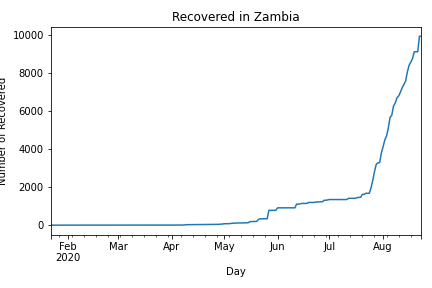 Recovered in Zambia
Number of Recovered
10000
8000
6000
4000
2000
0
Feb
2020
Mar
Apr
May
Jun
Jul
Aug
Day